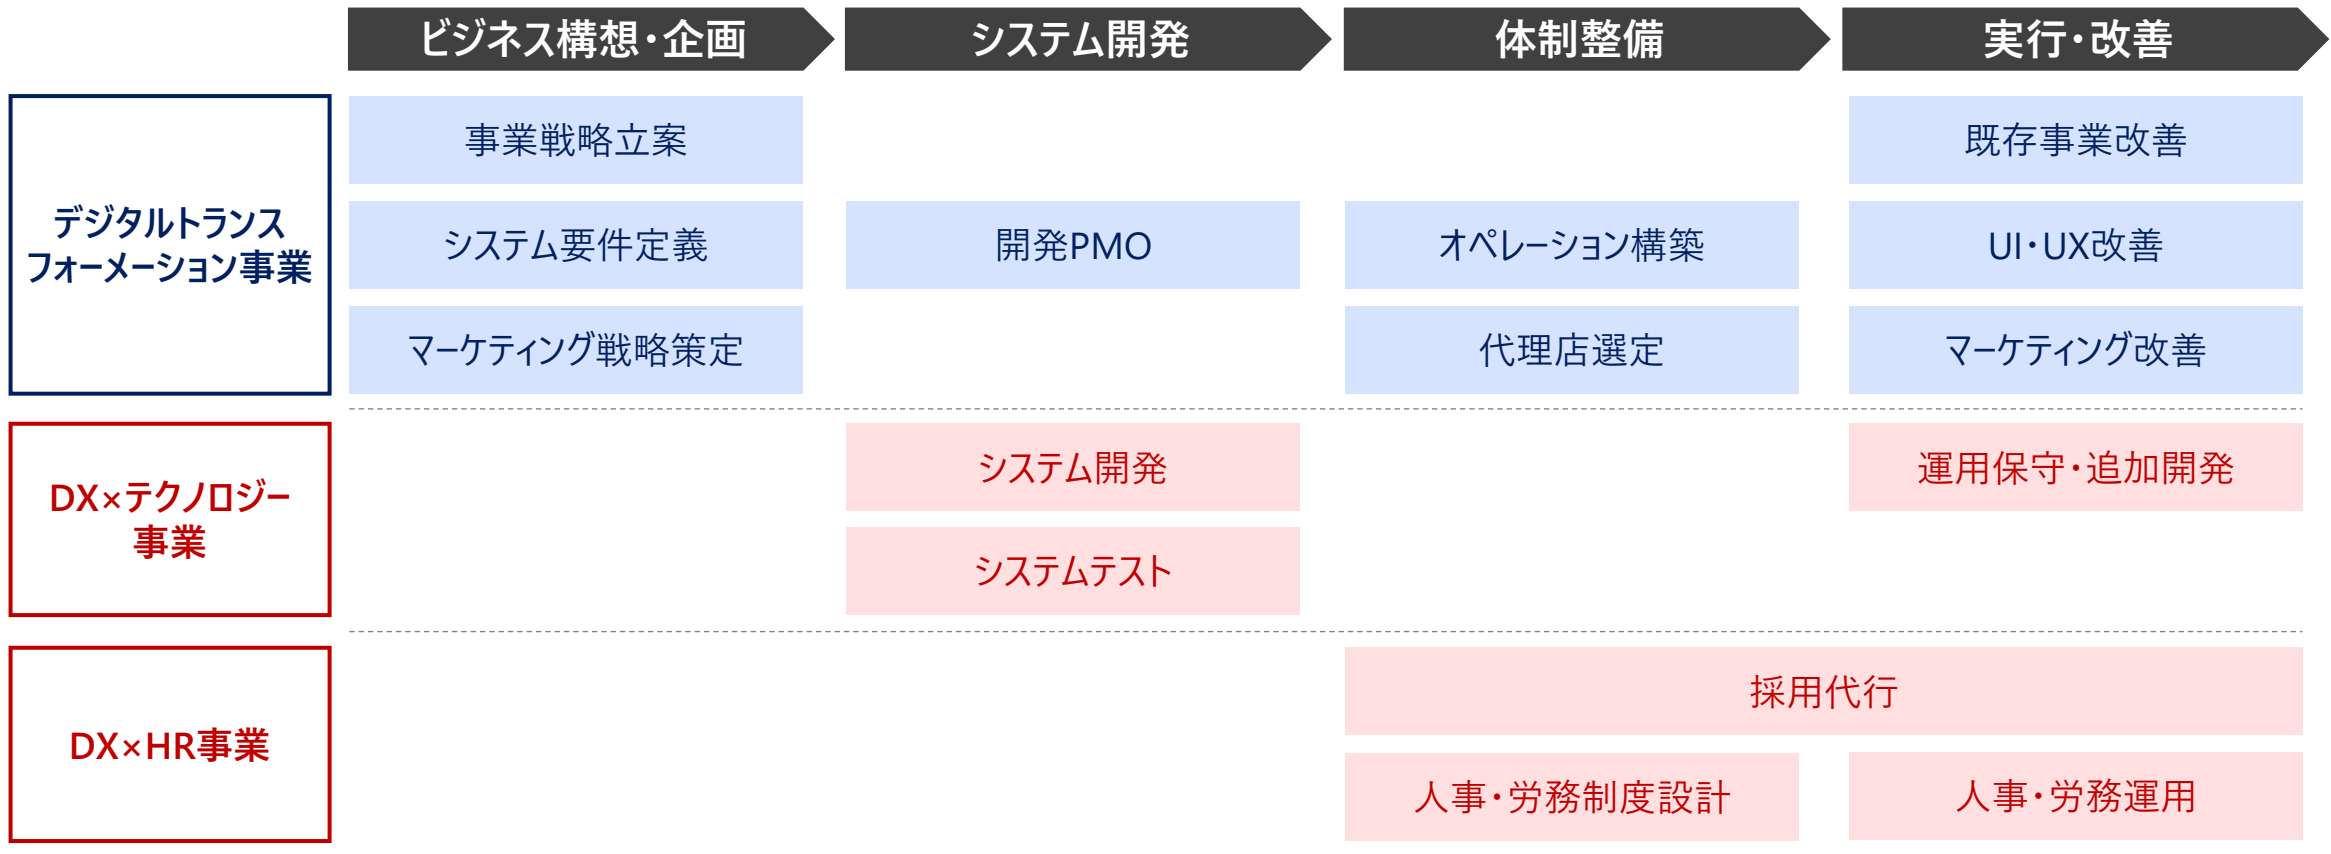 ビジネス構想・企画
システム開発
体制整備
実行・改善
デジタルトランス
フォーメーション事業
事業戦略立案
既存事業改善
システム要件定義
開発PMO
オペレーション構築
UI・UX改善
マーケティング戦略策定
代理店選定
マーケティング改善
DX×テクノロジー
事業
システム開発
運用保守・追加開発
システムテスト
DX×HR事業
採用代行
人事・労務制度設計
人事・労務運用